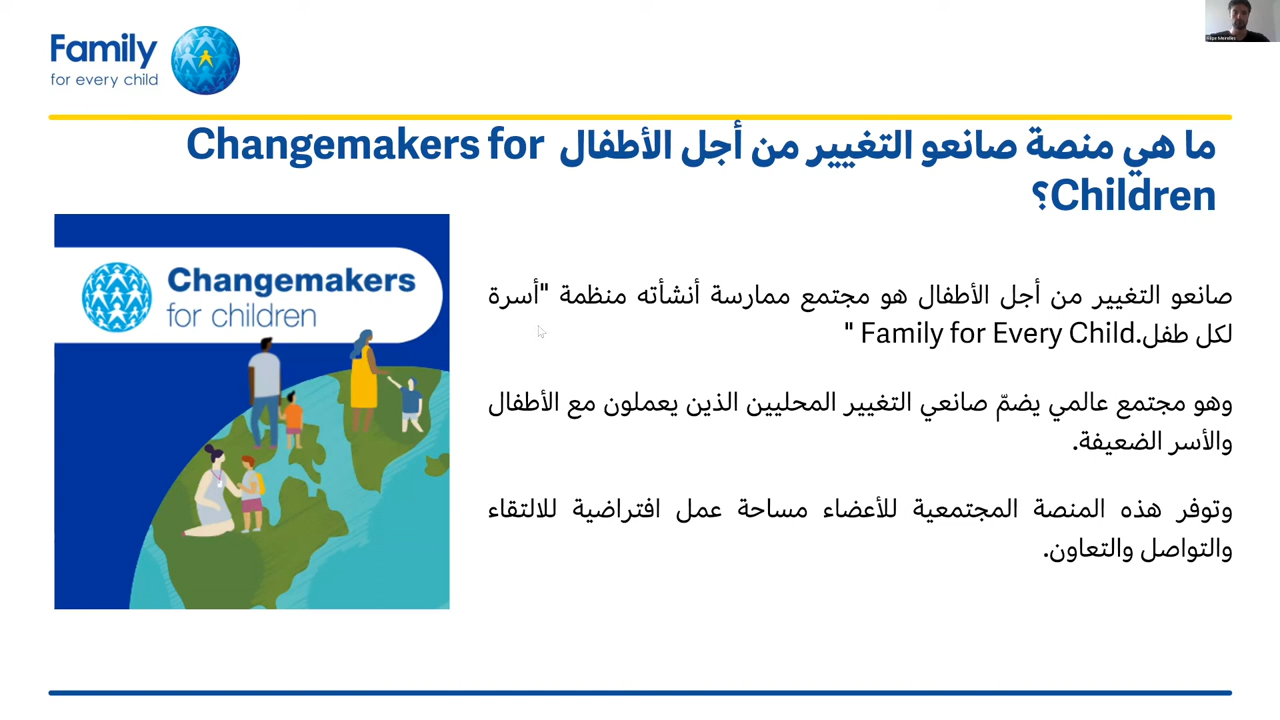 Family
for every child
ما هي منصة صانعو التغيير من أجل الأطفال Changemakers for
Children؟
Changemakers
for children
صانعو التغيير من أجل الأطفال هو مجتمع ممارسة أنشأته منظمة "أسرة
لكل طفل.Family for Every Child "
وهو مجتمع عالمي يضمّ صانعي التغيير المحليين الذين يعملون مع الأطفال
والأسر الضعيفة.
وتوفر هذه المنصة المجتمعية للأعضاء مساحة عمل افتراضية للالتقاء
والتواصل والتعاون.